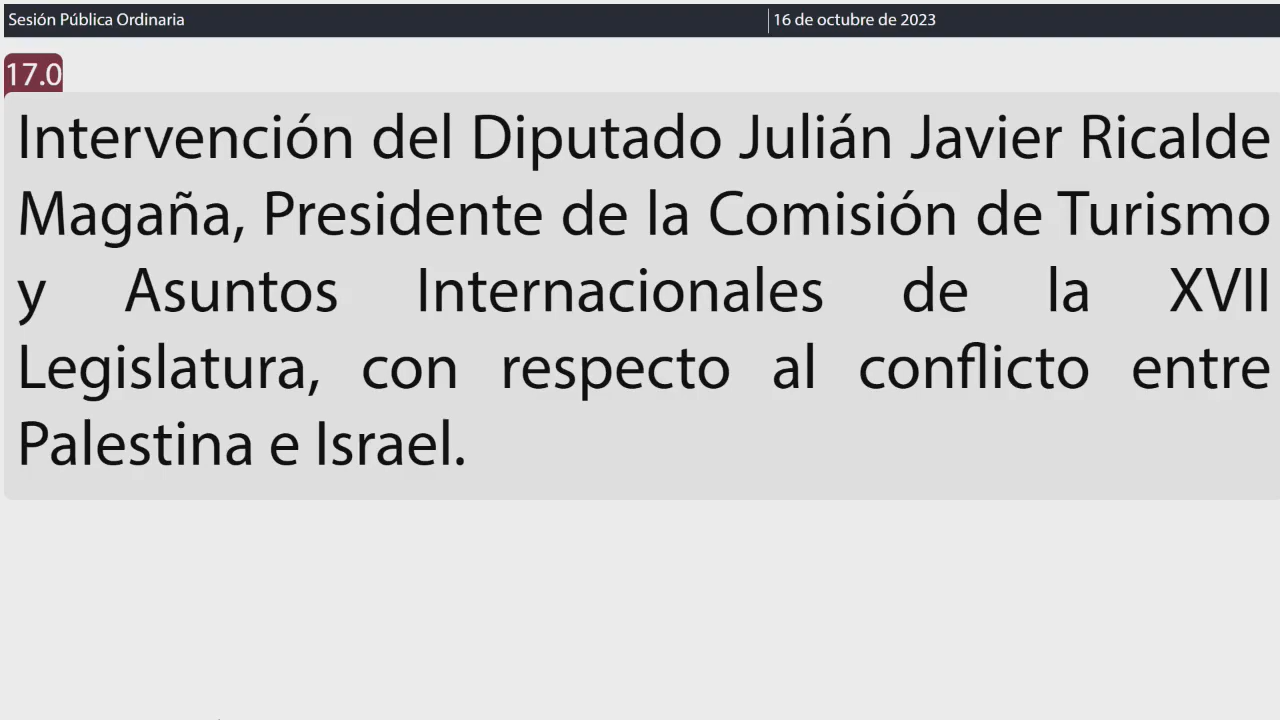 Sesión Pública Ordinaria
16 de octubre de 2023
17.0
Intervención del Diputado Julián Javier Ricalde
Magaña, Presidente de la Comisión de Turismo
y Asuntos Internacionales de la XVII
Legislatura, con respecto al conflicto entre
Palestina e Israel.